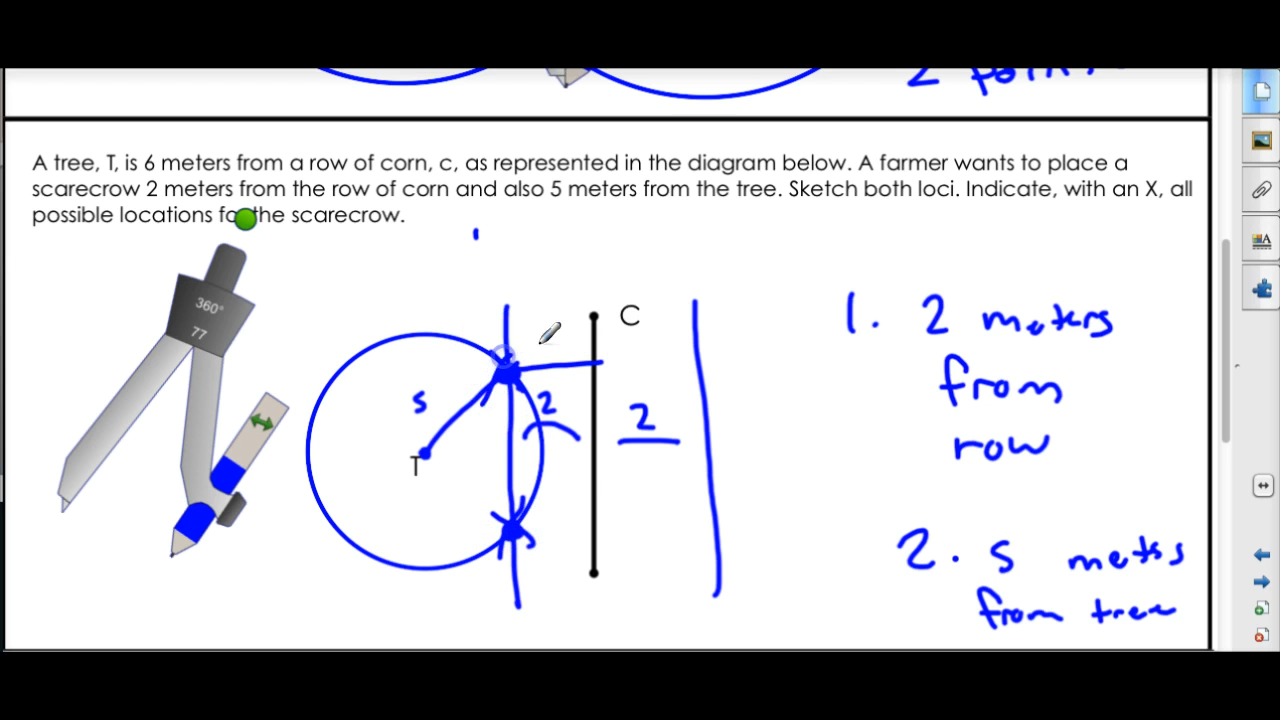 A tree, T, is 6 meters from a row of corn, c, as represented in the diagram below. A farmer wants to place a
scarecrow 2 meters from the row of corn and also 5 meters from the tree. Sketch both loci. Indicate, with an X, all
possible locations the scarecrow.
360°
77
C
5
2
2
T
1. 2 meters
from
row
2. 5 meters
from tree
A